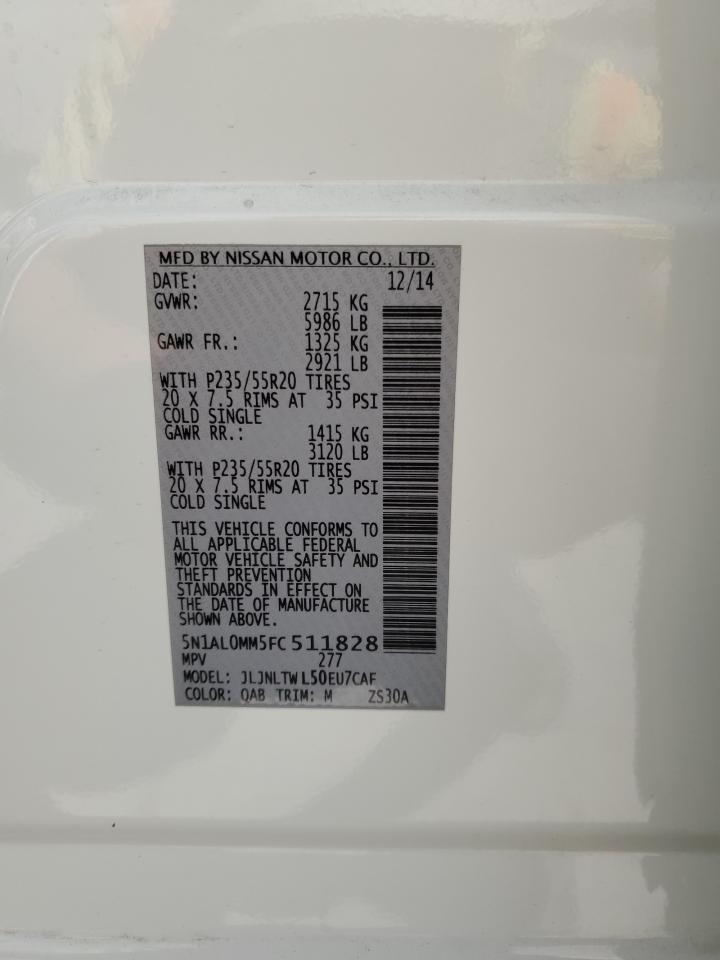 MFD BY NISSAN MOTOR CO., LTD.
DATE: 12/14
GVWR: 2715 KG
5986 LB
GAWR FR.: 1325 KG
2921 LB
WITH P235/55R20 TIRES
20 X 7.5 RIMS AT 35 PSI
COLD SINGLE
GAWR RR.: 1415 KG
3120 LB
WITH P235/55R20 TIRES
20 X 7.5 RIMS AT 35 PSI
COLD SINGLE
THIS VEHICLE CONFORMS TO
ALL APPLICABLE FEDERAL
MOTOR VEHICLE SAFETY AND
THEFT PREVENTION
STANDARDS IN EFFECT ON
THE DATE OF MANUFACTURE
SHOWN ABOVE.
5N1AL0MM5FC511828
MPV 277
MODEL: JLJNLTWL50EU7CAF
COLOR: QAB TRIM: M ZS30A